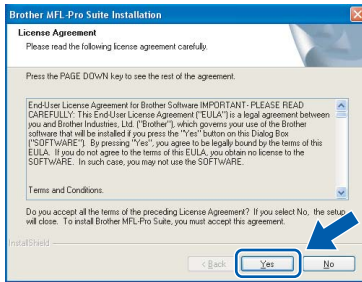 Brother MFL-Pro Suite Installation
License Agreement
Please read the following license agreement carefully.
Press the PAGE DOWN key to see the rest of the agreement.
End-User License Agreement for Brother Software IMPORTANT- PLEASE READ
CAREFULLY: This End-User License Agreement ("EULA") is a legal agreement between
you and Brother Industries, Ltd. ("Brother"), which governs your use of the Brother
software that will be installed if you press the "Yes" button on this Dialog Box
("SOFTWARE"). By pressing "Yes", you agree to be legally bound by the terms of this
EULA. If you do not agree to the terms of this EULA, you obtain no license to the
SOFTWARE. In such case, you may not use the SOFTWARE.
Terms and Conditions.
Do you accept all the terms of the preceding License Agreement? If you select No, the setup
will close. To install Brother MFL-Pro Suite, you must accept this agreement.
InstallShield
< Back
Yes
No